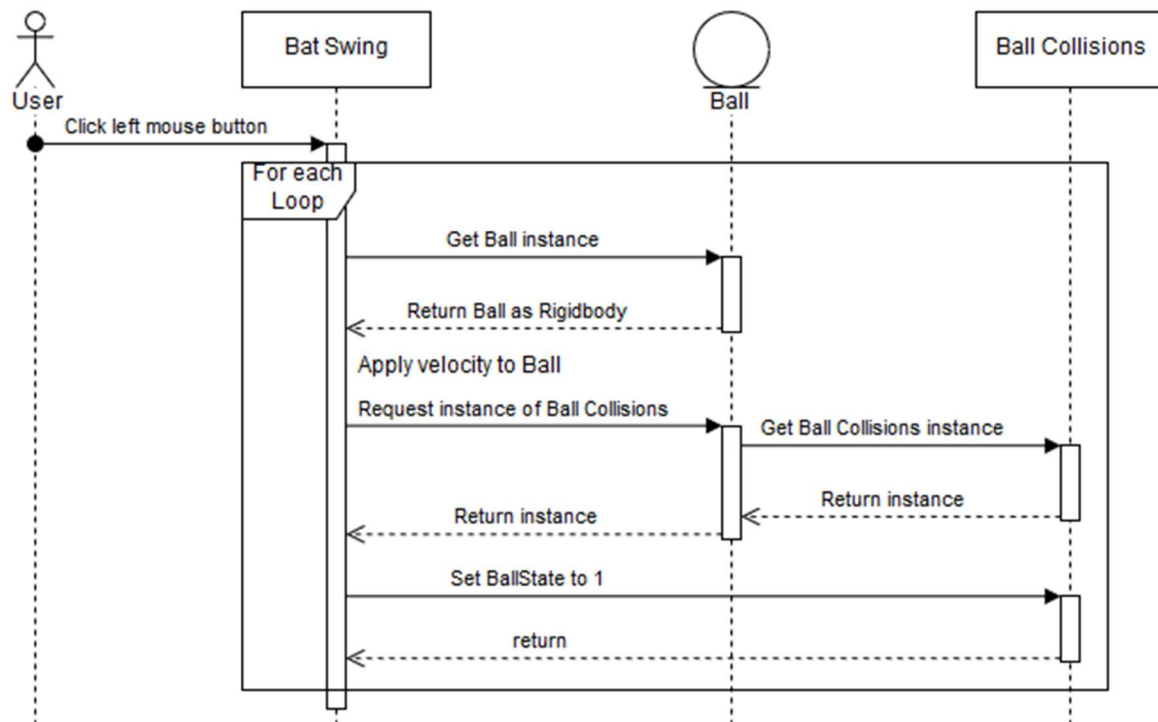 Bat Swing
Ball Collisions
User
Ball
Click left mouse button
For each
Loop
Get Ball instance
Return Ball as Rigidbody
Apply velocity to Ball
Request instance of Ball Collisions
Get Ball Collisions instance
Return instance
Return instance
Set BallState to 1
return